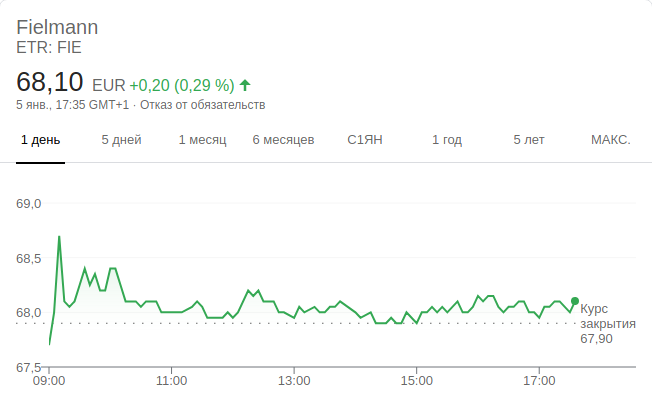 Fielmann
ETR: FIE
68,10 EUR +0,20 (0,29 %)
5 янв., 17:35 GMT+1 · Отказ от обязательств
1 день 5 дней 1 месяц 6 месяцев С1ЯН 1 год 5 лет МАКС.
69,0
68,5
68,0
Курс
закрытия
67,90
67,5
09:00 11:00 13:00 15:00 17:00